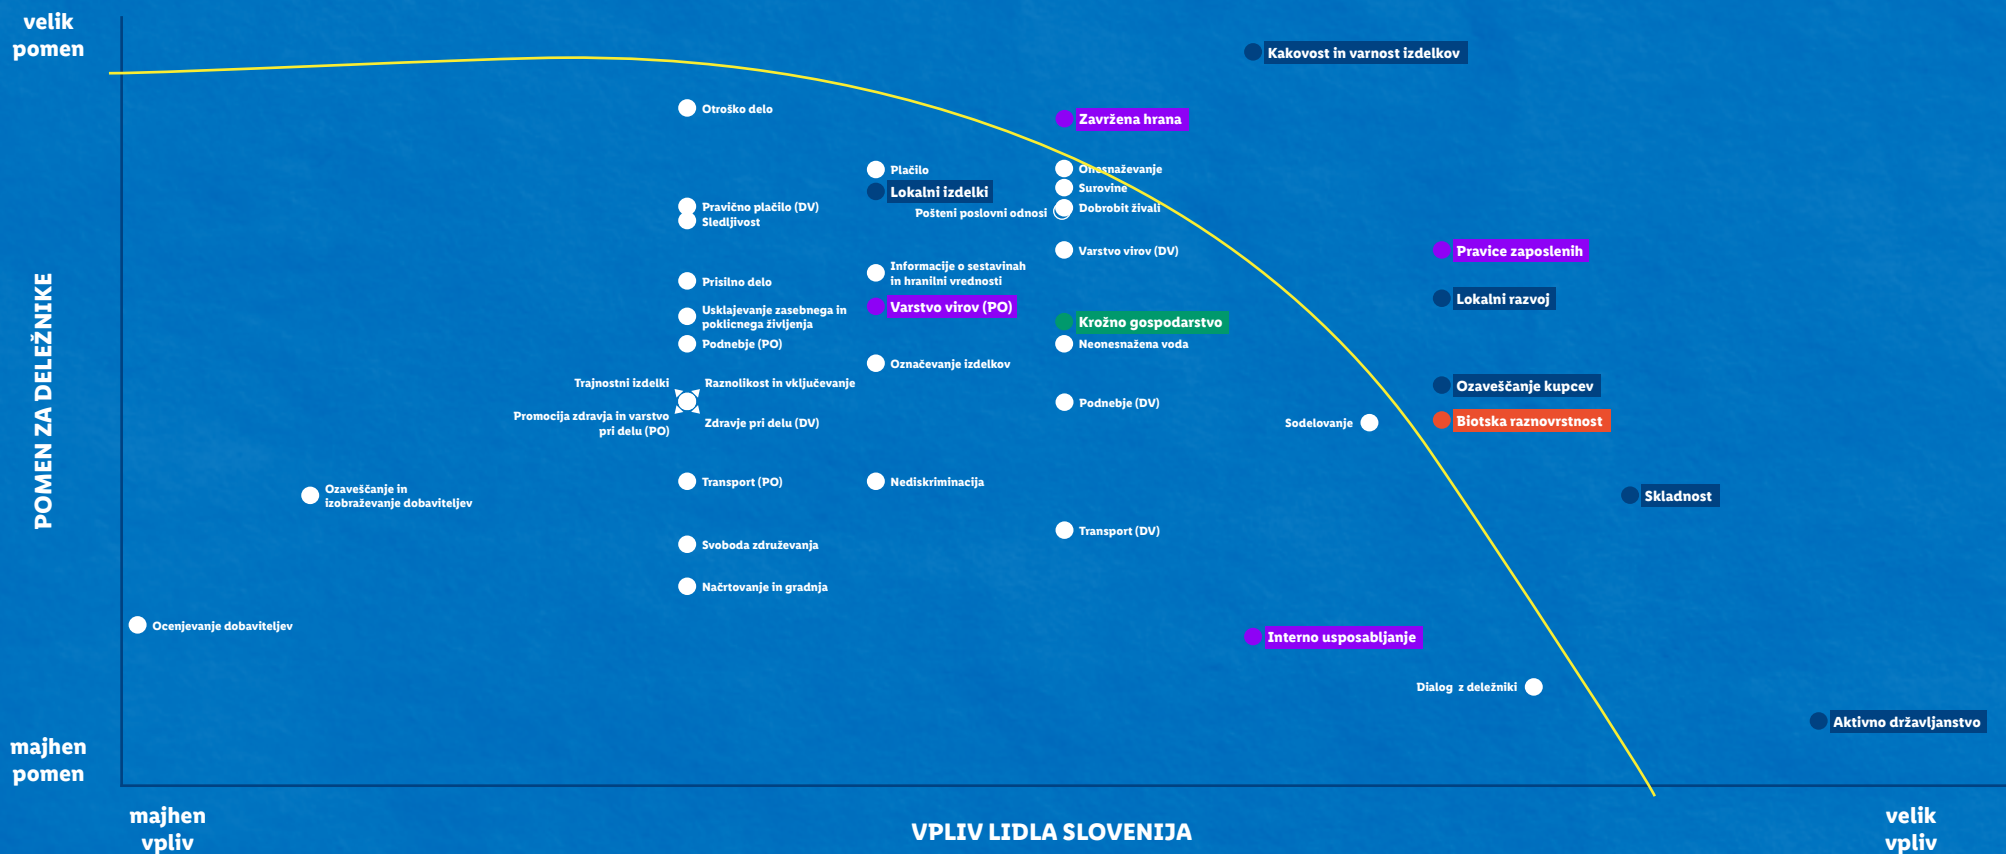 velik
pomen
Kakovost in varnost izdelkov
Otroško delo
Zavržena hrana
Plačilo
Onesnaževanje
Lokalni izdelki
Surovine
Pravično plačilo (DV)
Pošteni poslovni odnosi
Dobrobit živali
Sledljivost
Varstvo virov (DV)
Pravice zaposlenih
Informacije o sestavinah
in hranilni vrednosti
Prisilno delo
Lokalni razvoj
Varstvo virov (PO)
Usklajevanje zasebnega in
poklicnega življenja
Krožno gospodarstvo
Podnebje (PO)
Neonesnažena voda
Označevanje izdelkov
Trajnostni izdelki
Raznolikost in vključevanje
Ozaveščanje kupcev
Podnebje (DV)
Promocija zdravja in varstvo
pri delu (PO)
Zdravje pri delu (DV)
Sodelovanje
Biotska raznovrstnost
POMEN ZA DELEŽNIKE
Transport (PO)
Nediskriminacija
Ozaveščanje in
izobraževanje dobaviteljev
Skladnost
Transport (DV)
Svoboda združevanja
Načrtovanje in gradnja
Ocenjevanje dobaviteljev
Interno usposabljanje
Dialog z deležniki
Aktivno državljanstvo
majhen
pomen
majhen
vpliv
VPLIV LIDLA SLOVENIJA
velik
vpliv